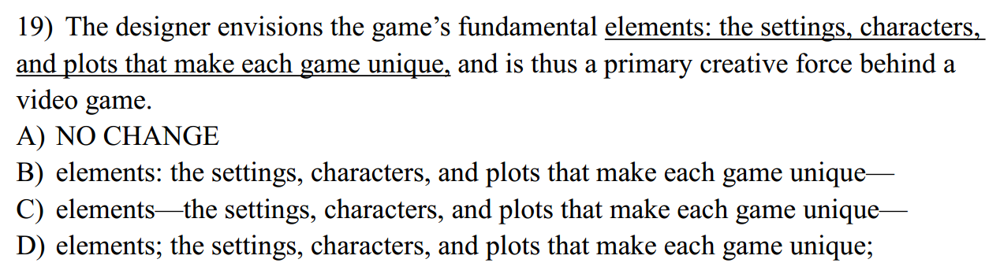 19) The designer envisions the game’s fundamental elements: the settings, characters,
and plots that make each game unique, and is thus a primary creative force behind a
video game.
A) NO CHANGE
B) elements: the settings, characters, and plots that make each game unique—
C) elements—the settings, characters, and plots that make each game unique—
D) elements; the settings, characters, and plots that make each game unique;